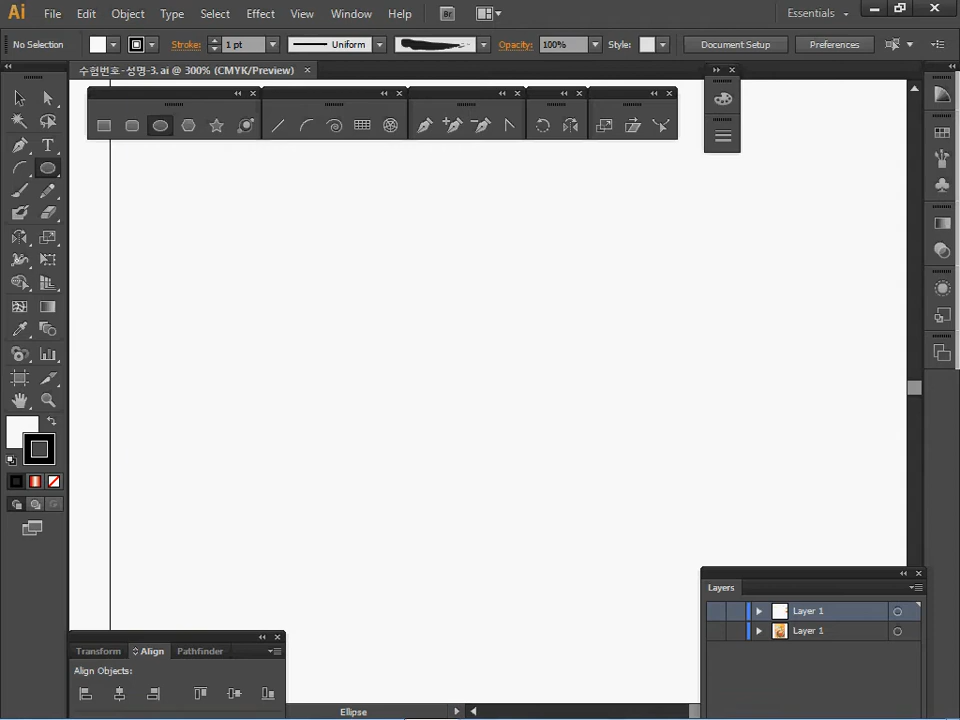 Ai File Edit Object Type Select Effect View Window Help Br Essentials
No Selection Stroke: 1 pt Uniform Opacity: 100% Style: Document Setup Preferences
수험번호-성명-3.ai @ 300% (CMYK/Preview)
T
Layers
Layer 1
Layer 1
Transform Align Pathfinder
Align Objects:
Ellipse